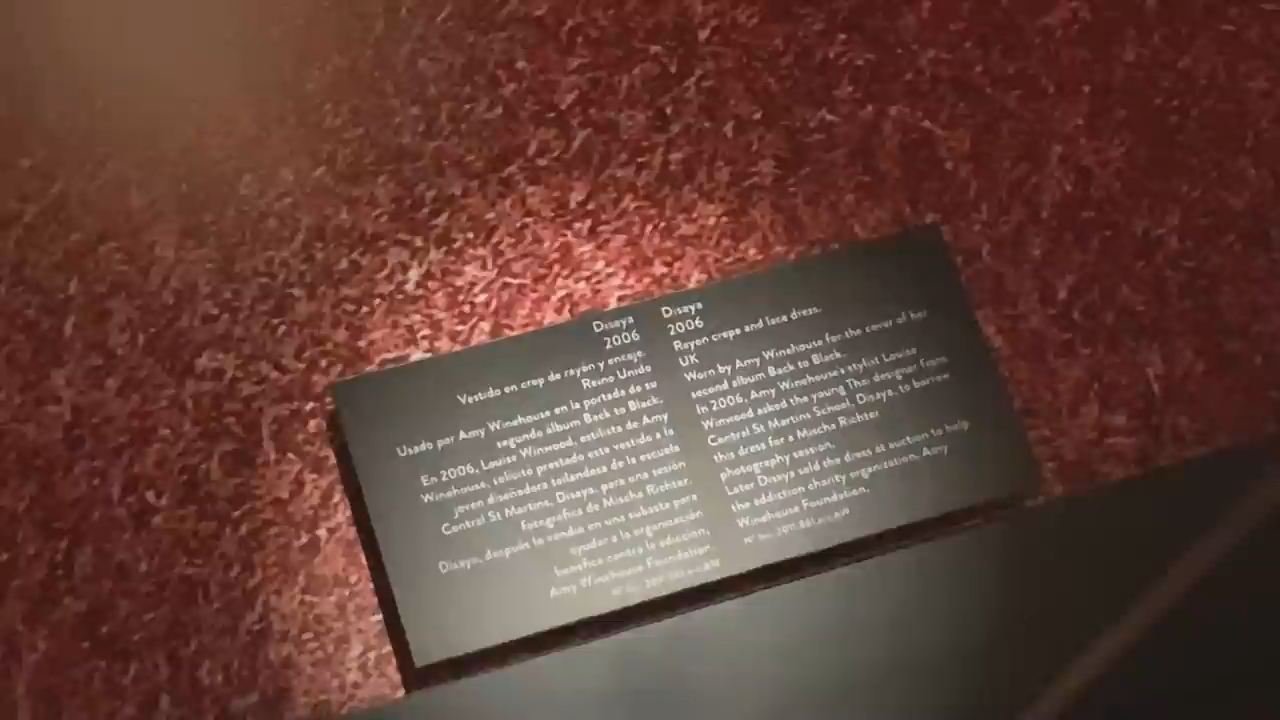 Disaya
2006
Vestido en crep de rayón y encaje.
Reino Unido
Usado por Amy Winehouse en la portada de su
segundo álbum Back to Black.
En 2006, Louise Winwood, estilista de Amy
Winehouse, solicitó prestado este vestido a la
joven diseñadora tailandesa de la escuela
Central St Martins, Disaya, para una sesión
fotográfica de Mischa Richter.
Disaya, después lo vendió en una subasta para
ayudar a la organización
benéfica contra la adicción,
Amy Winehouse Foundation.
Disaya
2006
Rayon crepe and lace dress.
UK
Worn by Amy Winehouse for the cover of her
second album Back to Black.
In 2006, Amy Winehouse's stylist Louise
Winwood asked the young Thai designer from
Central St Martins School, Disaya, to borrow
this dress for a Mischa Richter
photography session.
Later Disaya sold the dress at auction to help
the addiction charity organization, Amy
Winehouse Foundation.